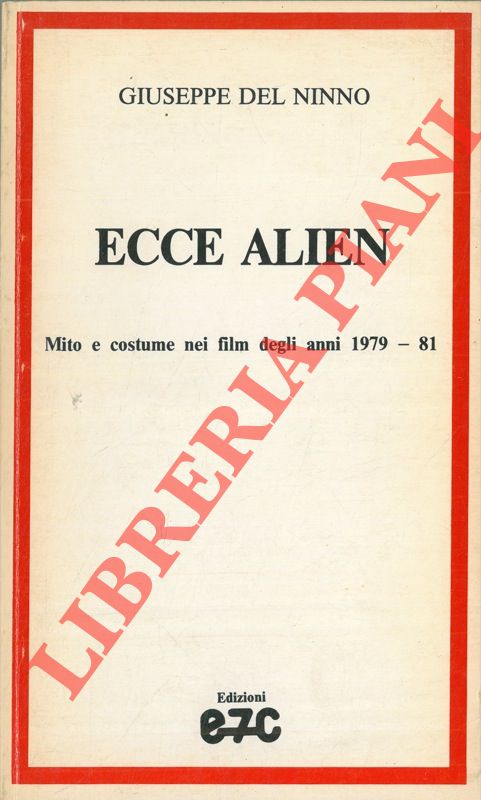 GIUSEPPE DEL NINNO
ECCE ALIEN
Mito e costume nei film degli anni 1979 – 81
LIBRERIA PIANI
Edizioni
e7c